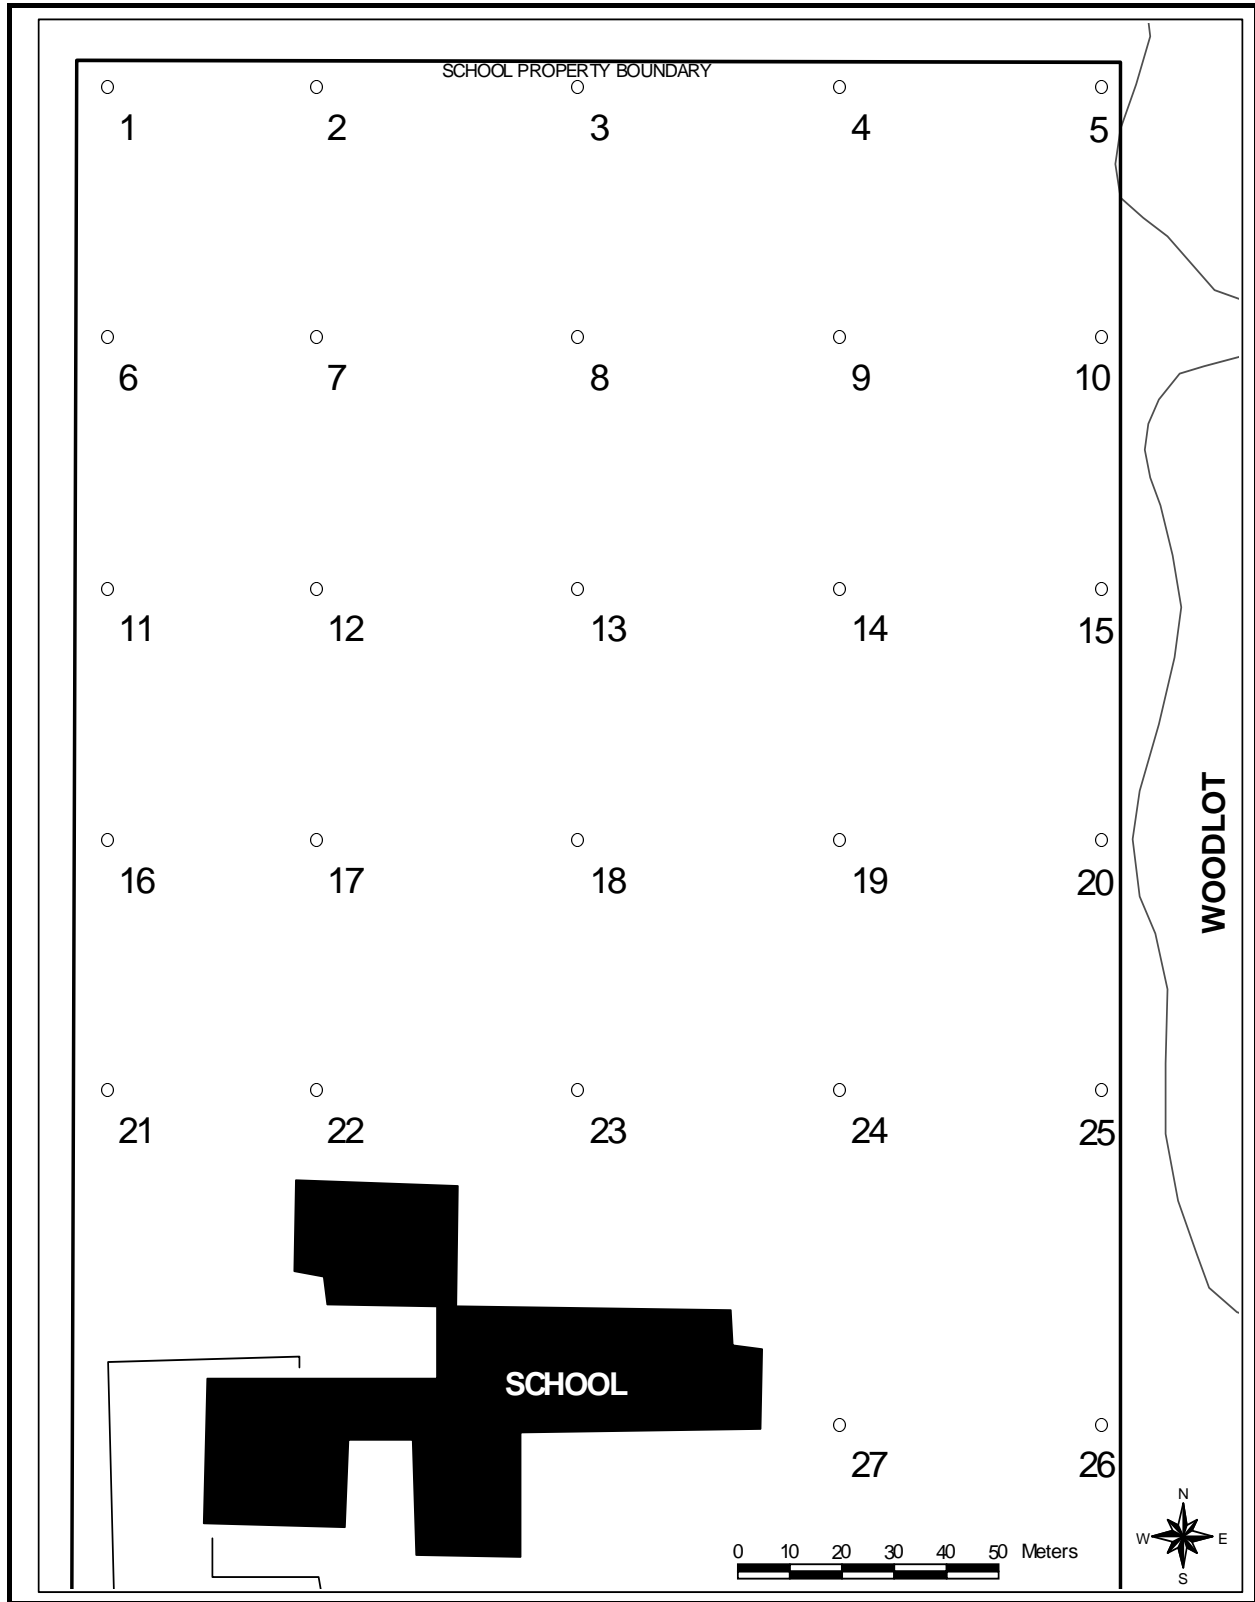 SCHOOL PROPERTY BOUNDARY
1 2 3 4 5
6 7 8 9 10
11 12 13 14 15
16 17 18 19 20
WOODLOT
21 22 23 24 25
SCHOOL
27 26
N
W E
S
0 10 20 30 40 50 Meters